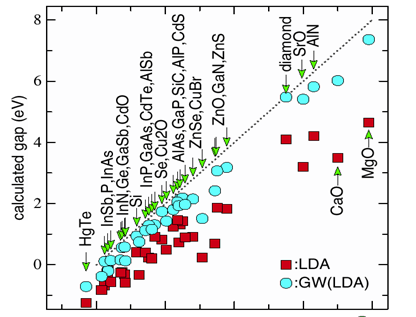 8
6
4
2
0
calculated gap (eV)
HgTe
InSb,P,InAs
InN,Ge,GaSb,CdO
Si
InP,GaAs,CdTe,AlSb
Se,Cu2O
AlAs,GaP,SiC,AlP,CdS
ZnSe,CuBr
ZnO,GaN,ZnS
diamond
SrO
AlN
CaO
MgO
:LDA
:GW(LDA)